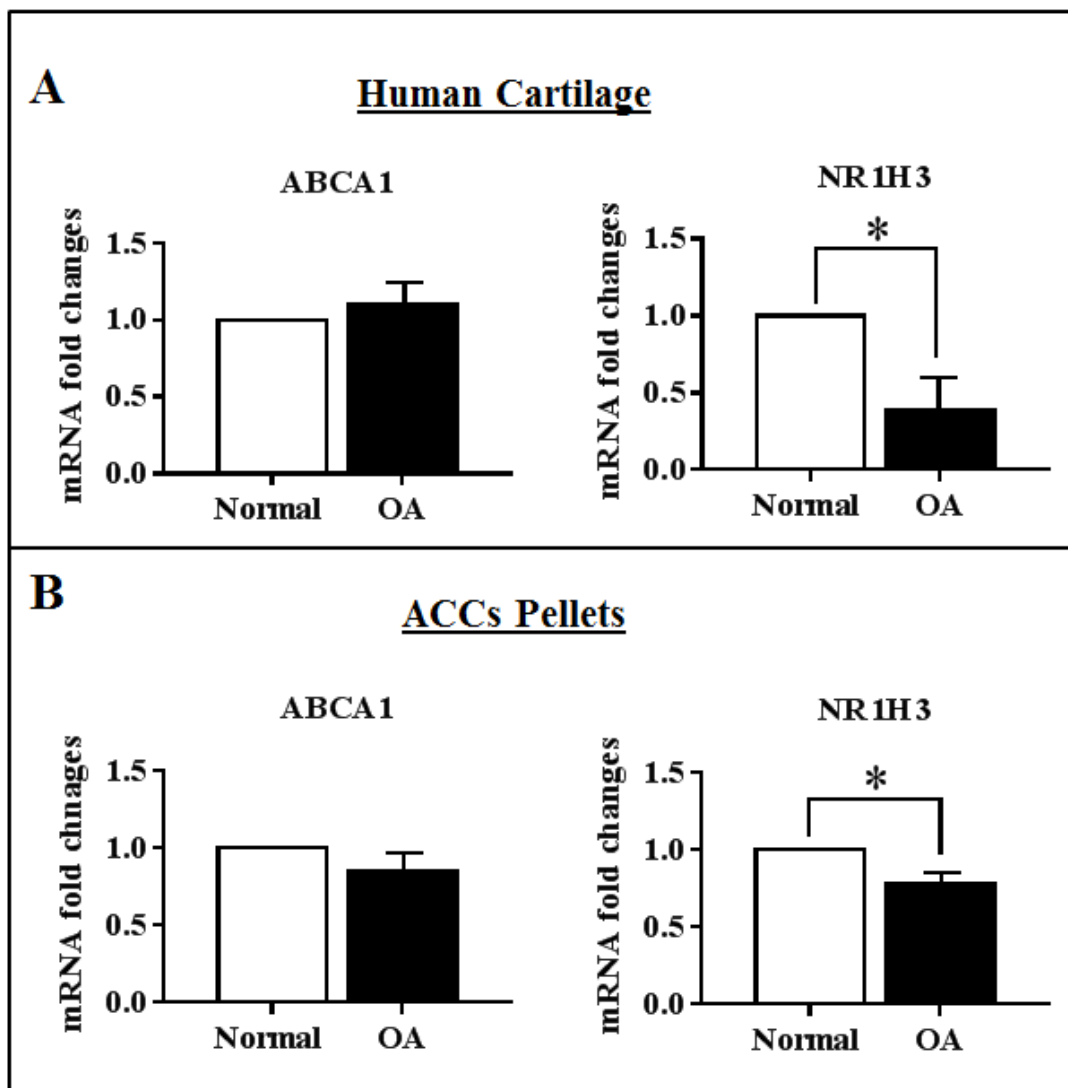 A
Human Cartilage
ABCA1
mRNA fold changes
1.5
1.0
0.5
0.0
Normal OA
NR1H3
*
mRNA fold changes
1.5
1.0
0.5
0.0
Normal OA
B
ACCs Pellets
ABCA1
mRNA fold chnages
1.5
1.0
0.5
0.0
Normal OA
NR1H3
*
mRNA fold changes
1.5
1.0
0.5
0.0
Normal OA